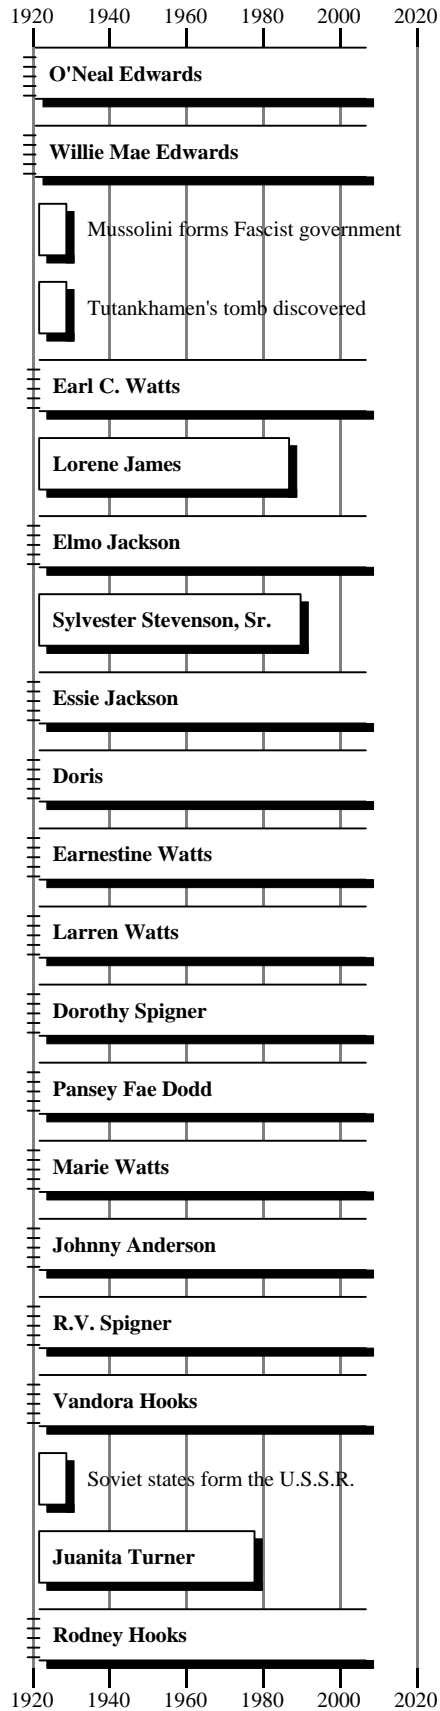 1920 1940 1960 1980 2000 2020
O'Neal Edwards
Willie Mae Edwards
Mussolini forms Fascist government
Tutankhamen's tomb discovered
Earl C. Watts
Lorene James
Elmo Jackson
Sylvester Stevenson, Sr.
Essie Jackson
Doris
Earnestine Watts
Larren Watts
Dorothy Spigner
Pansey Fae Dodd
Marie Watts
Johnny Anderson
R.V. Spigner
Vandora Hooks
Soviet states form the U.S.S.R.
Juanita Turner
Rodney Hooks
1920 1940 1960 1980 2000 2020